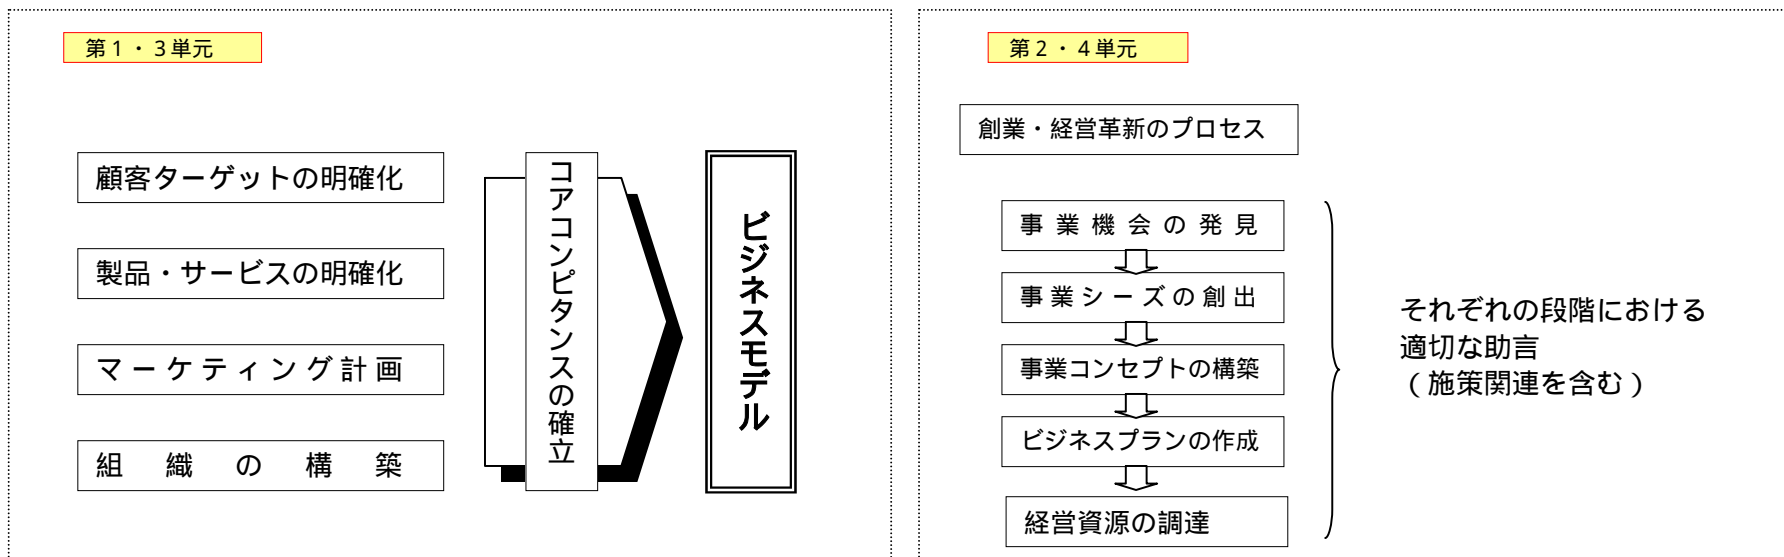 第1・3単元
顧客ターゲットの明確化
製品・サービスの明確化
マーケティング計画
組織の構築
コアコンピタンスの確立
ビジネスモデル
第2・4単元
創業・経営革新のプロセス
事業機会の発見
事業シーズの創出
事業コンセプトの構築
ビジネスプランの作成
経営資源の調達
それぞれの段階における
適切な助言
(施策関連を含む)